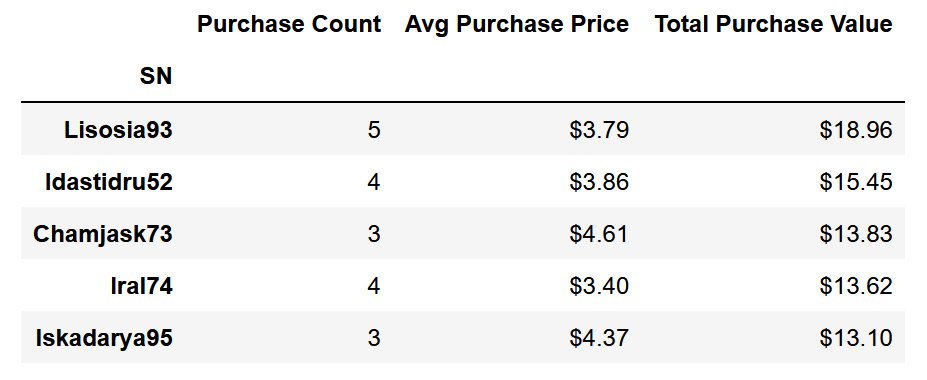 Purchase Count Avg Purchase Price Total Purchase Value
SN
Lisosia93 5 $3.79 $18.96
Idastidru52 4 $3.86 $15.45
Chamjask73 3 $4.61 $13.83
Iral74 4 $3.40 $13.62
Iskadarya95 3 $4.37 $13.10